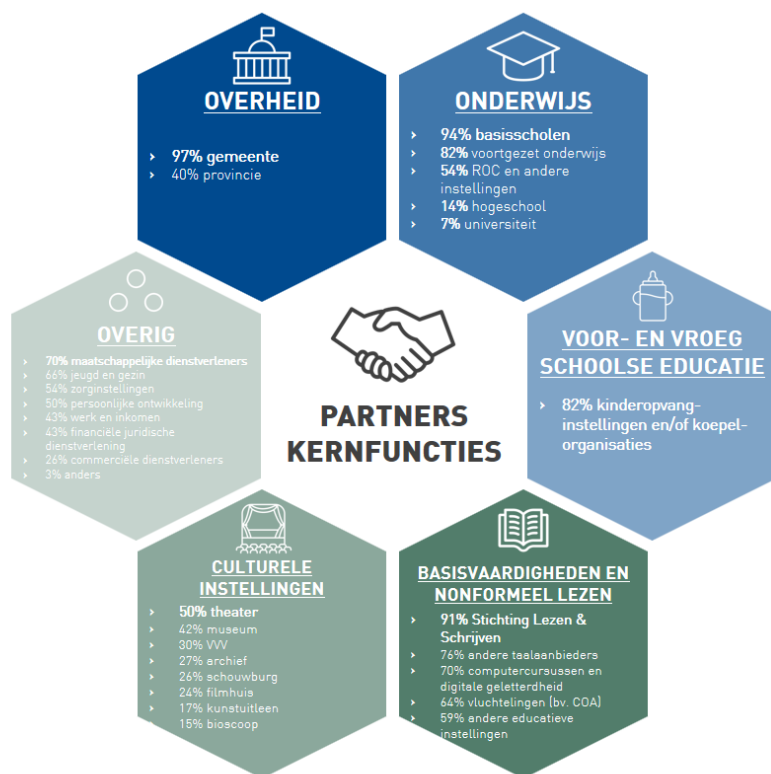 OVERHEID
› 97% gemeente
› 40% provincie
ONDERWIJS
› 94% basisscholen
› 82% voortgezet onderwijs
› 54% ROC en andere
instellingen
› 14% hogeschool
› 7% universiteit
OVERIG
› 70% maatschappelijke dienstverleners
› 66% jeugd en gezin
› 54% zorginstellingen
› 50% persoonlijke ontwikkeling
› 43% werk en inkomen
› 43% financiële juridische
dienstverlening
› 26% commerciële dienstverleners
› 3% anders
PARTNERS
KERNFUNCTIES
VOOR- EN VROEG
SCHOOLSE EDUCATIE
› 82% kinderopvang-
instellingen en/of koepel-
organisaties
CULTURELE
INSTELLINGEN
› 50% theater
› 42% museum
› 30% VVV
› 27% archief
› 26% schouwburg
› 24% filmhuis
› 17% kunstuitleen
› 15% bioscoop
BASISVAARDIGHEDEN EN
NONFORMEEL LEZEN
› 91% Stichting Lezen &
Schrijven
› 76% andere taalaanbieders
› 70% computercursussen en
digitale geletterdheid
› 64% vluchtelingen (bv. COA)
› 59% andere educatieve
instellingen